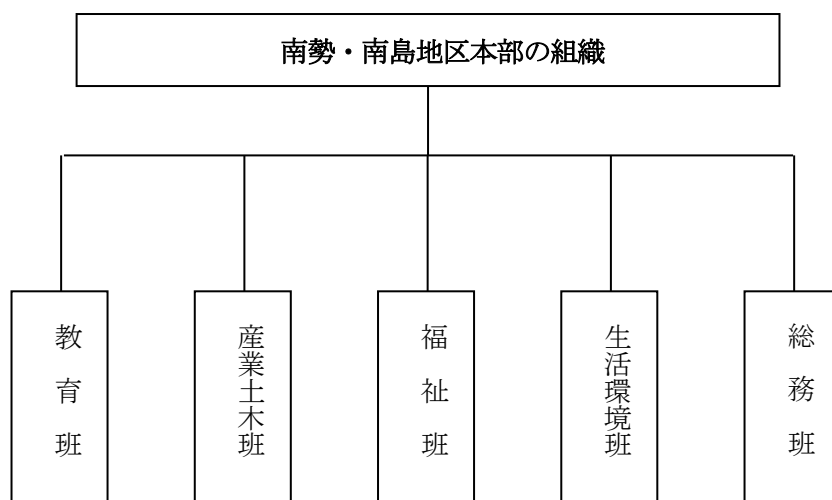 南勢・南島地区本部の組織
教育班
産業土木班
福祉班
生活環境班
総務班